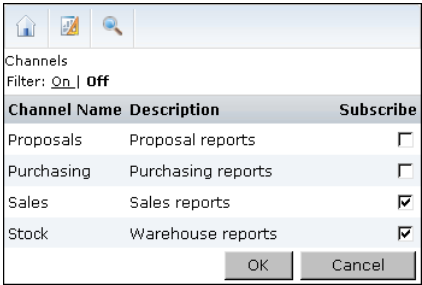 Channels
Filter: On | Off
Channel Name Description Subscribe
Proposals Proposal reports
Purchasing Purchasing reports
Sales Sales reports
Stock Warehouse reports
OK Cancel